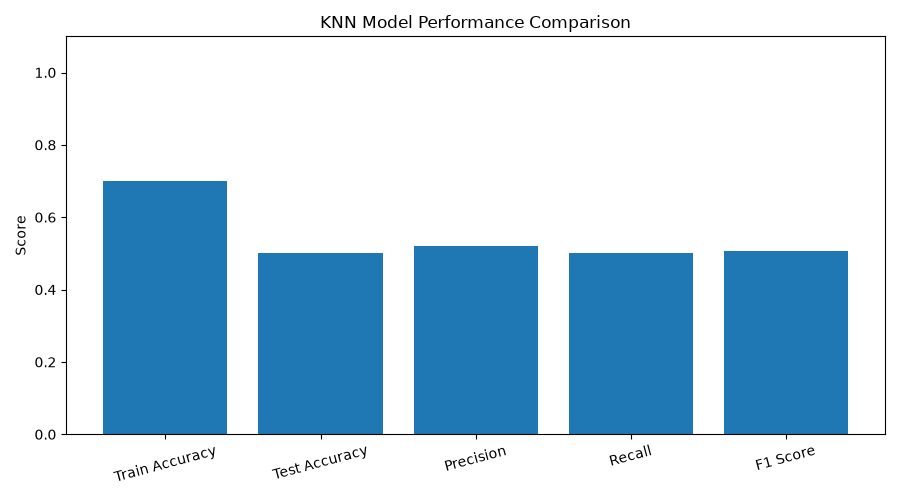 KNN Model Performance Comparison
Score
1.0
0.8
0.6
0.4
0.2
0.0
Train Accuracy
Test Accuracy
Precision
Recall
F1 Score